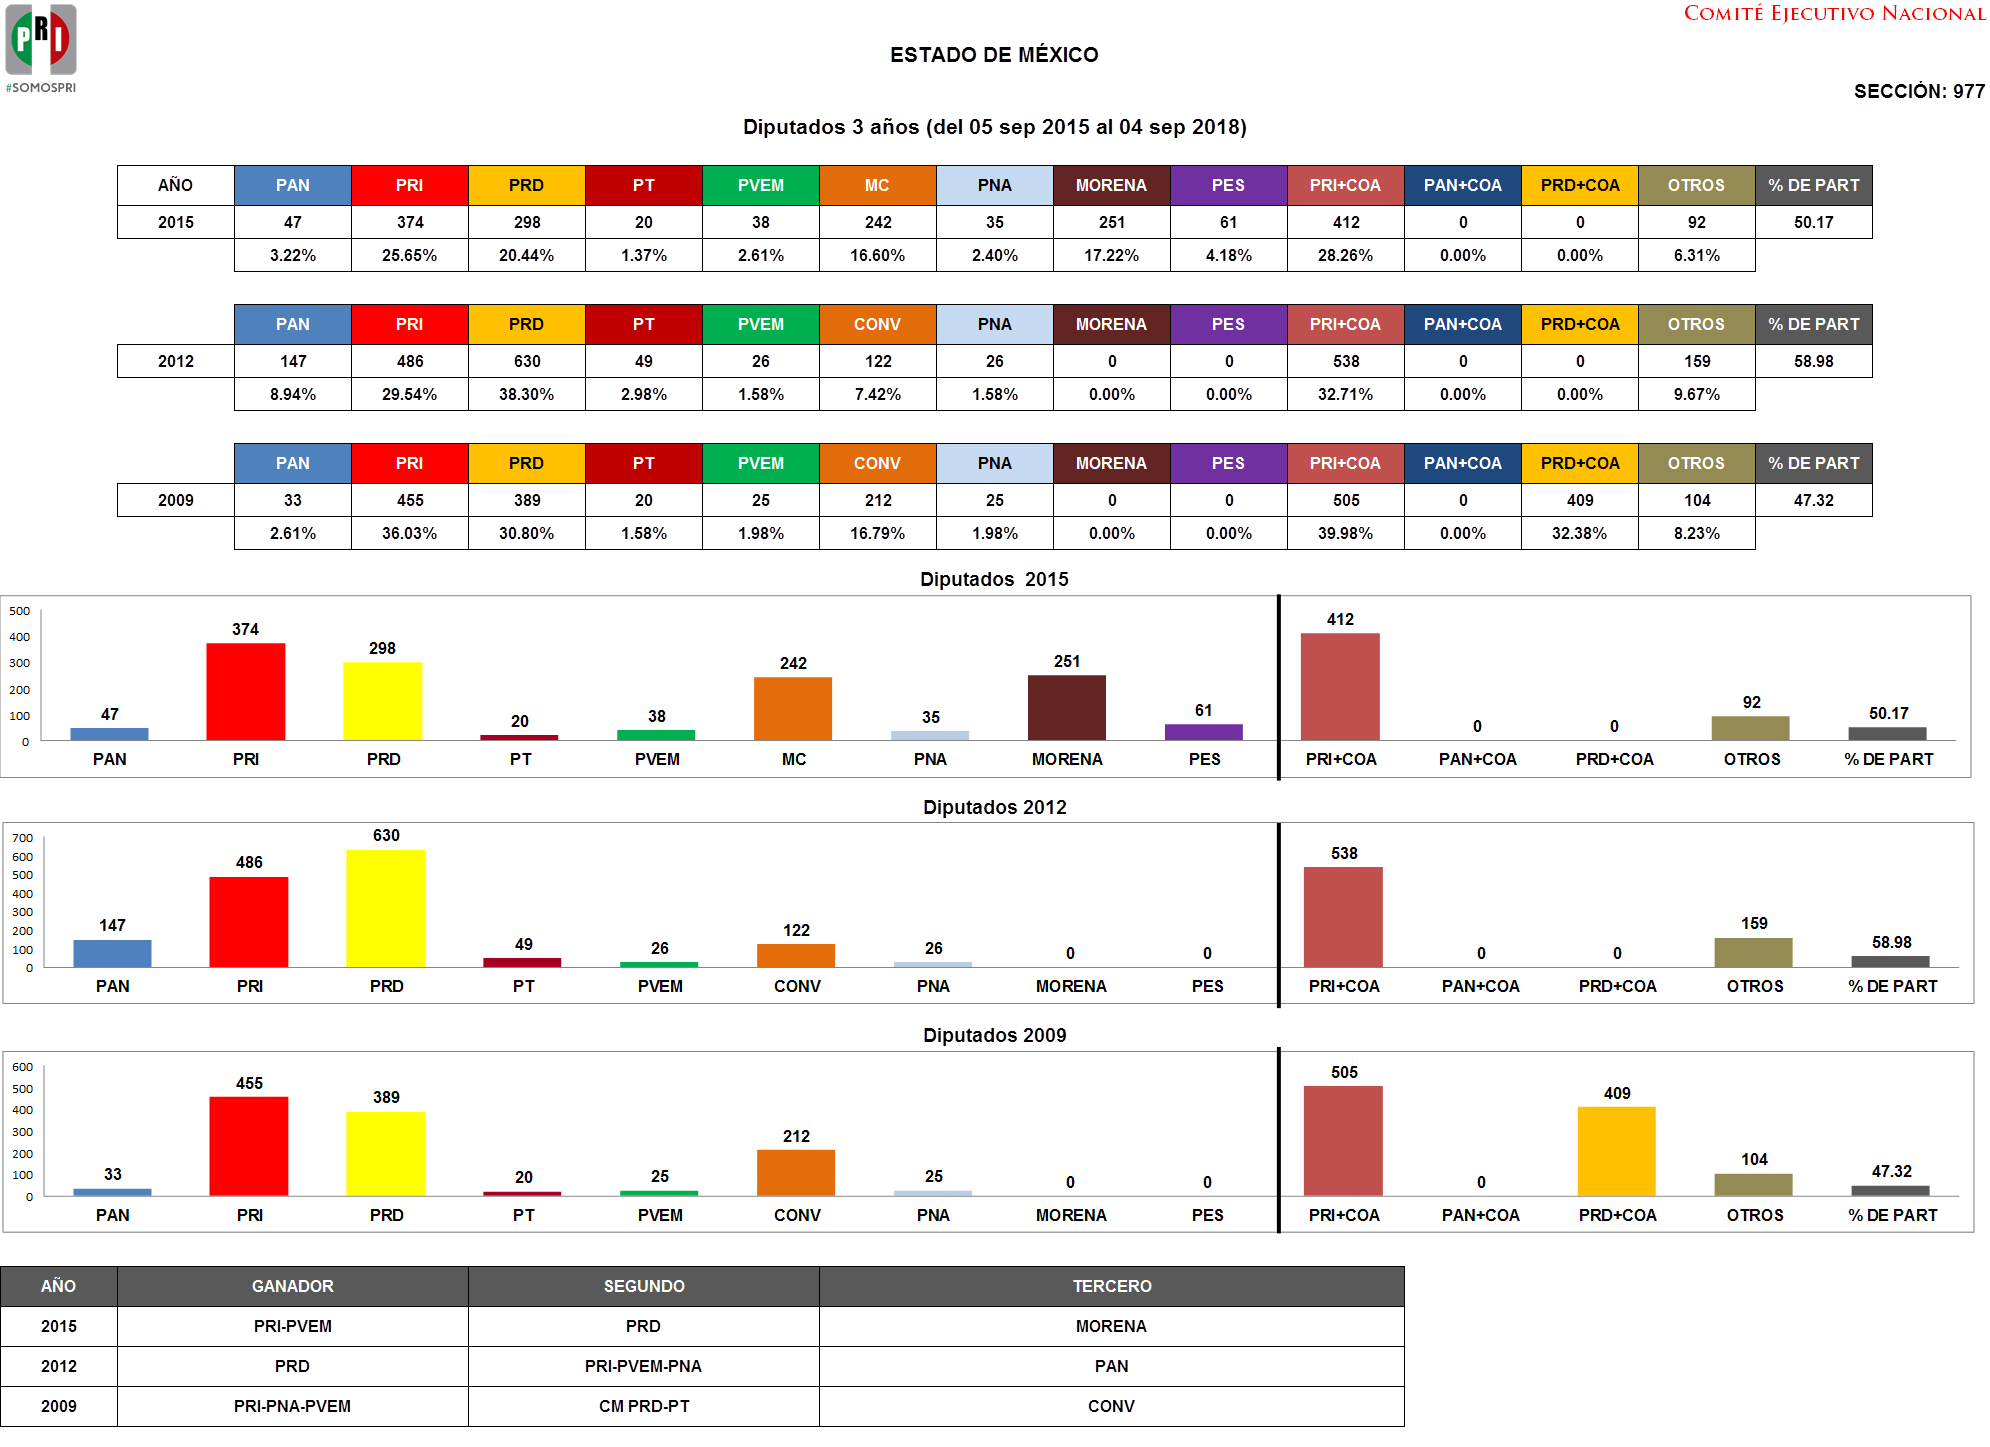 PRI
#SOMOSPRI
COMITÉ EJECUTIVO NACIONAL
ESTADO DE MÉXICO
SECCIÓN: 977
Diputados 3 años (del 05 sep 2015 al 04 sep 2018)
AÑO PAN PRI PRD PT PVEM MC PNA MORENA PES PRI+COA PAN+COA PRD+COA OTROS % DE PART
2015 47 374 298 20 38 242 35 251 61 412 0 0 92 50.17
3.22% 25.65% 20.44% 1.37% 2.61% 16.60% 2.40% 17.22% 4.18% 28.26% 0.00% 0.00% 6.31%
PAN PRI PRD PT PVEM CONV PNA MORENA PES PRI+COA PAN+COA PRD+COA OTROS % DE PART
2012 147 486 630 49 26 122 26 0 0 538 0 0 159 58.98
8.94% 29.54% 38.30% 2.98% 1.58% 7.42% 1.58% 0.00% 0.00% 32.71% 0.00% 0.00% 9.67%
PAN PRI PRD PT PVEM CONV PNA MORENA PES PRI+COA PAN+COA PRD+COA OTROS % DE PART
2009 33 455 389 20 25 212 25 0 0 505 0 409 104 47.32
2.61% 36.03% 30.80% 1.58% 1.98% 16.79% 1.98% 0.00% 0.00% 39.98% 0.00% 32.38% 8.23%
Diputados 2015
500
400
300
200
100
0
47 374 298 20 38 242 35 251 61 412 0 0 92 50.17
PAN PRI PRD PT PVEM MC PNA MORENA PES PRI+COA PAN+COA PRD+COA OTROS % DE PART
Diputados 2012
700
600
500
400
300
200
100
0
147 486 630 49 26 122 26 0 0 538 0 0 159 58.98
PAN PRI PRD PT PVEM CONV PNA MORENA PES PRI+COA PAN+COA PRD+COA OTROS % DE PART
Diputados 2009
600
500
400
300
200
100
0
33 455 389 20 25 212 25 0 0 505 0 409 104 47.32
PAN PRI PRD PT PVEM CONV PNA MORENA PES PRI+COA PAN+COA PRD+COA OTROS % DE PART
AÑO GANADOR SEGUNDO TERCERO
2015 PRI-PVEM PRD MORENA
2012 PRD PRI-PVEM-PNA PAN
2009 PRI-PNA-PVEM CM PRD-PT CONV